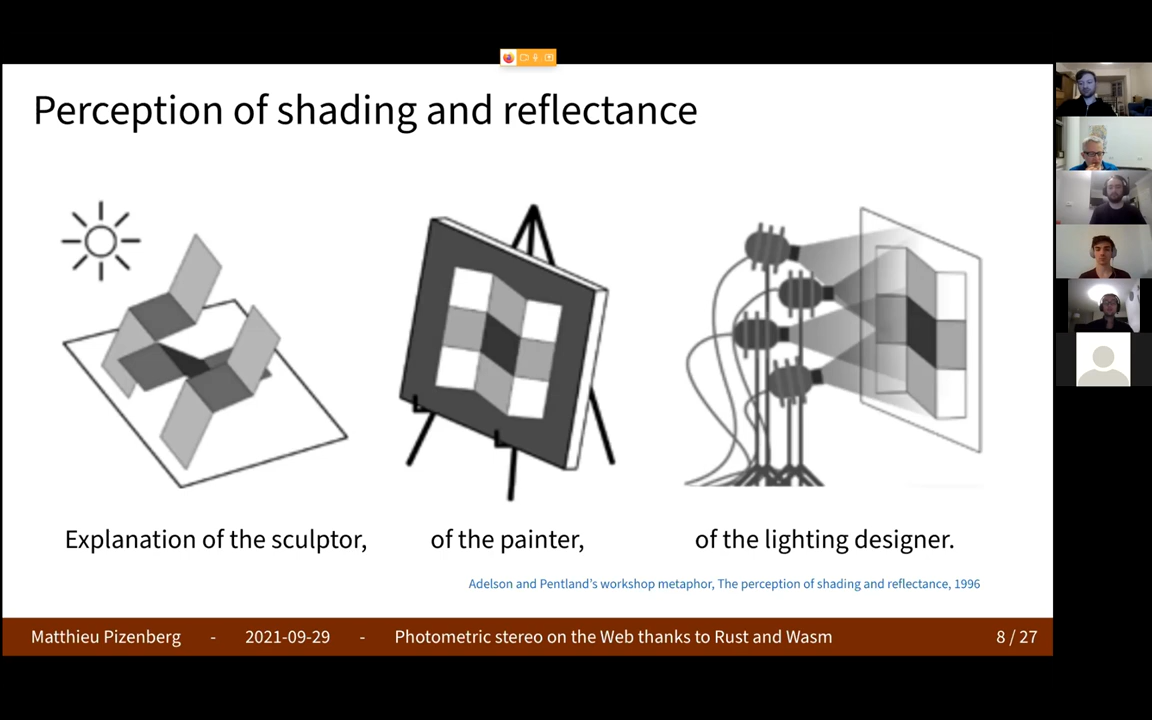 Perception of shading and reflectance
Explanation of the sculptor,
of the painter,
of the lighting designer.
Adelson and Pentland's workshop metaphor, The perception of shading and reflectance, 1996
Matthieu Pizenberg - 2021-09-29 - Photometric stereo on the Web thanks to Rust and Wasm 8 / 27